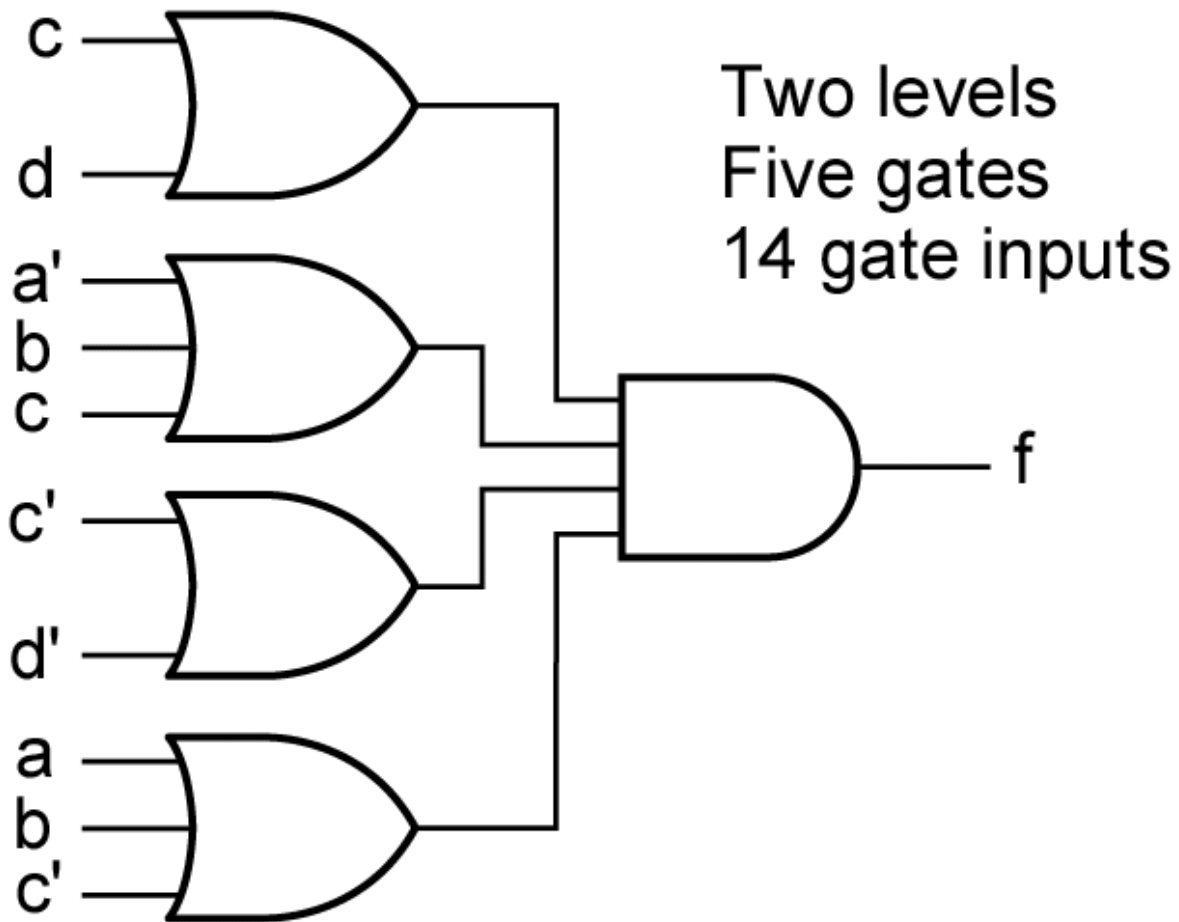 c
d
Two levels
Five gates
14 gate inputs
a'
b
c
f
c'
d'
a
b
c'